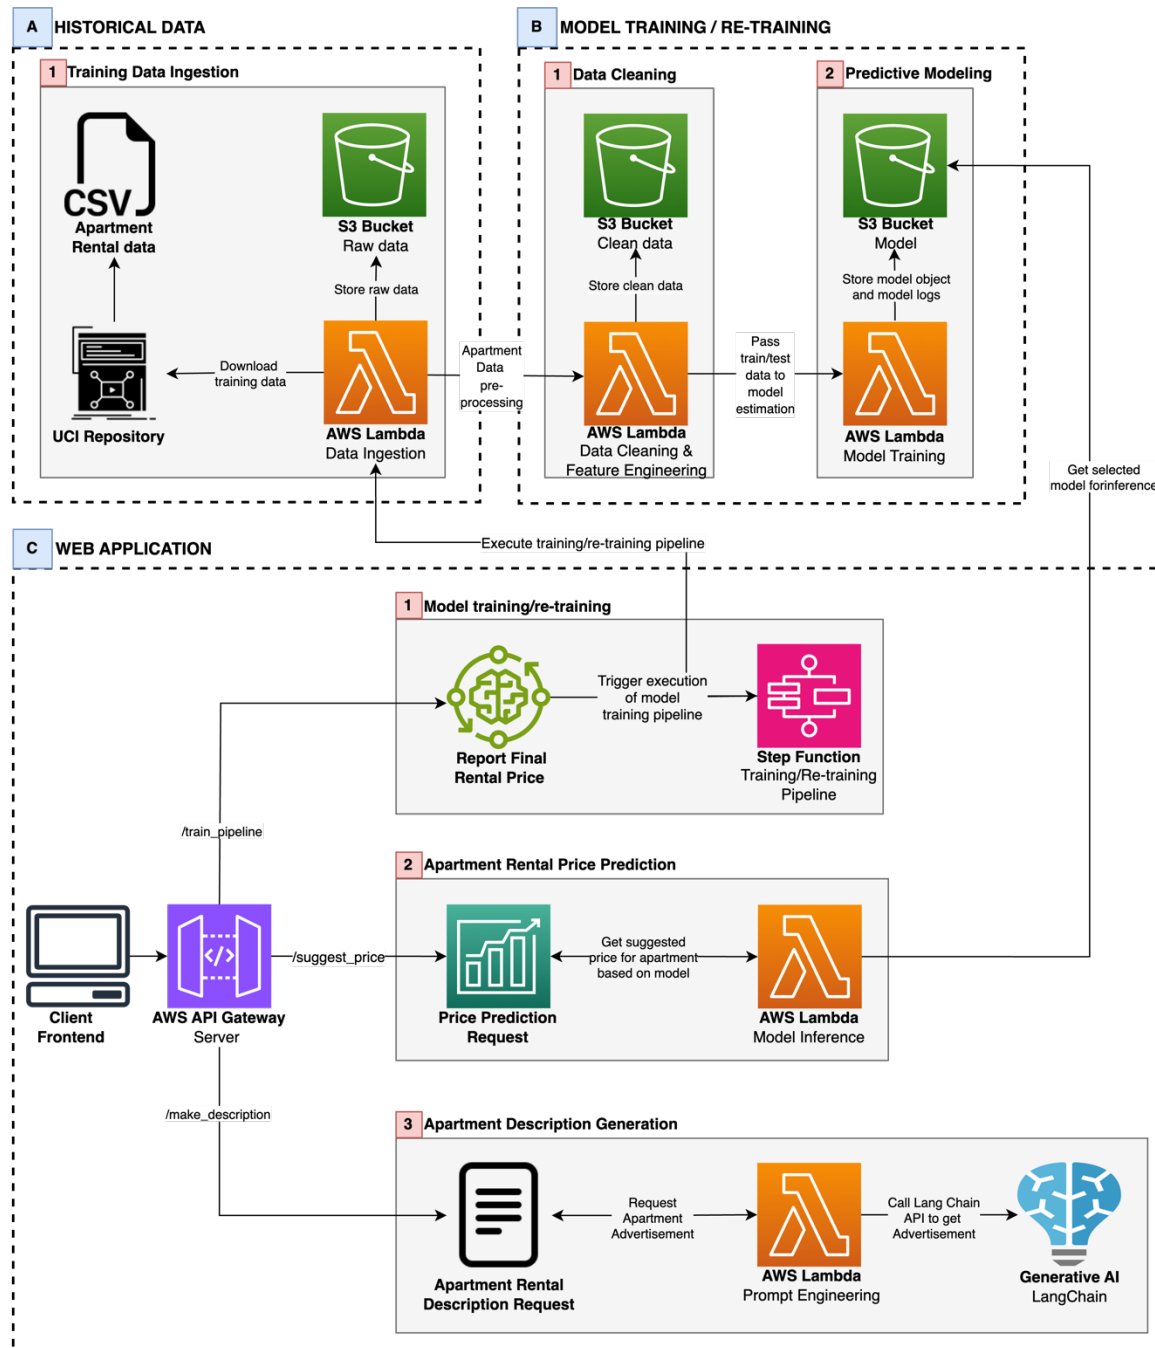 A HISTORICAL DATA
1 Training Data Ingestion
CSV
Apartment
Rental data
S3 Bucket
Raw data
Store raw data
Download
training data
UCI Repository
AWS Lambda
Data Ingestion
Apartment
Data
pre-
processing
B MODEL TRAINING / RE-TRAINING
1 Data Cleaning
S3 Bucket
Clean data
Store clean data
AWS Lambda
Data Cleaning &
Feature Engineering
Pass
train/test
data to
model
estimation
2 Predictive Modeling
S3 Bucket
Model
Store model object
and model logs
AWS Lambda
Model Training
Get selected
model forinference
Execute training/re-training pipeline
C WEB APPLICATION
1 Model training/re-training
Report Final
Rental Price
Trigger execution
of model
training pipeline
Step Function
Training/Re-training
Pipeline
/train_pipeline
2 Apartment Rental Price Prediction
Client
Frontend
AWS API Gateway
Server
/suggest_price
Price Prediction
Request
Get suggested
price for apartment
based on model
AWS Lambda
Model Inference
/make_description
3 Apartment Description Generation
Apartment Rental
Description Request
Request
Apartment
Advertisement
AWS Lambda
Prompt Engineering
Call Lang Chain
API to get
Advertisement
Generative AI
LangChain